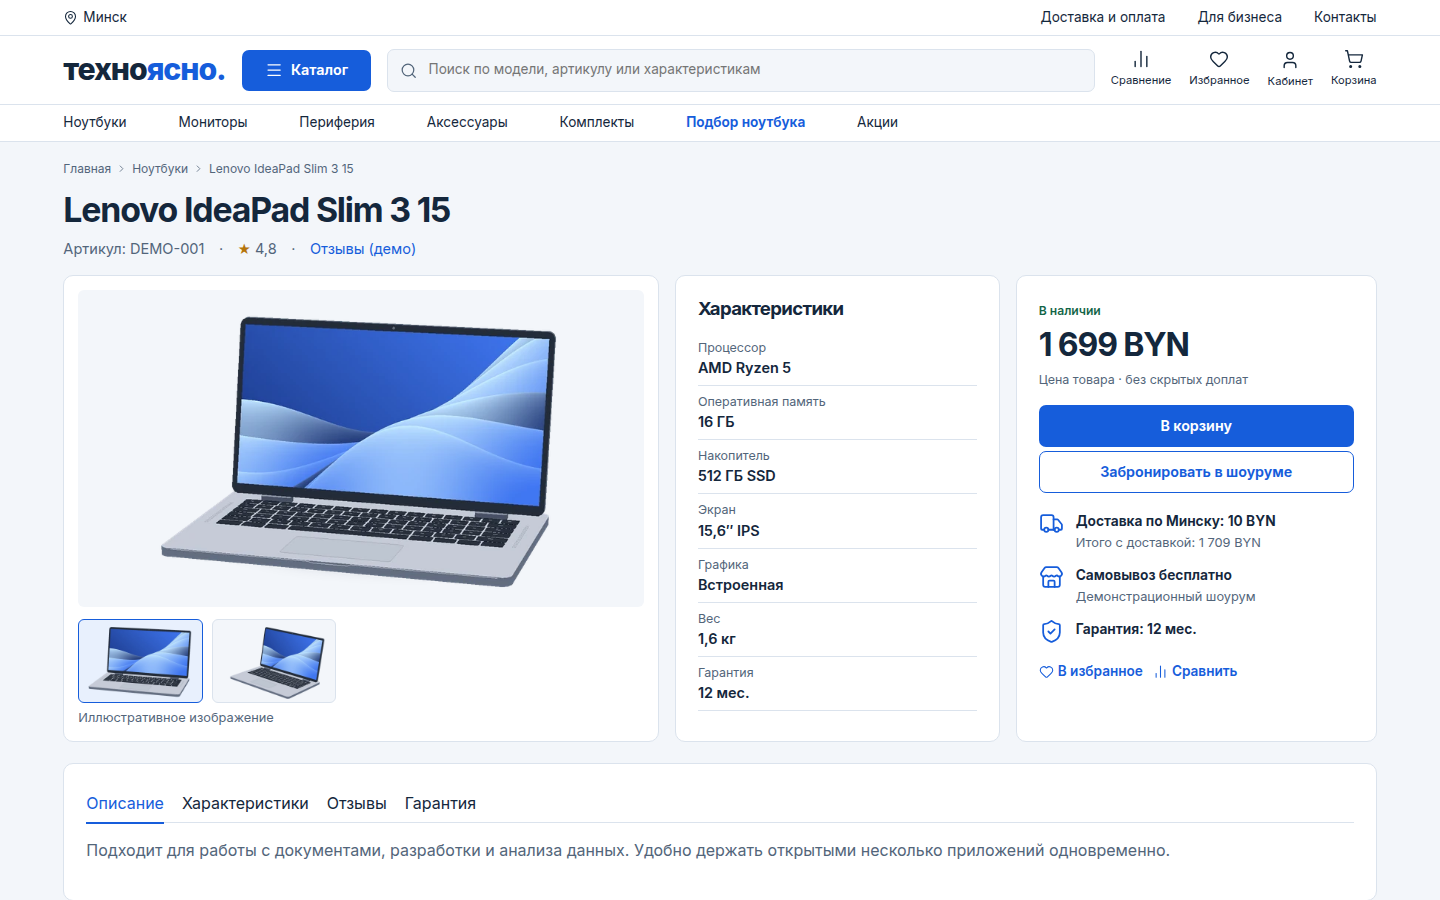 Минск
Доставка и оплата
Для бизнеса
Контакты
техноясно.
Каталог
Поиск по модели, артикулу или характеристикам
Сравнение
Избранное
Кабинет
Корзина
Ноутбуки
Мониторы
Периферия
Аксессуары
Комплекты
Подбор ноутбука
Акции
Главная > Ноутбуки > Lenovo IdeaPad Slim 3 15
Lenovo IdeaPad Slim 3 15
Артикул: DEMO-001 · ★ 4,8 · Отзывы (демо)
Иллюстративное изображение
Характеристики
Процессор
AMD Ryzen 5
Оперативная память
16 ГБ
Накопитель
512 ГБ SSD
Экран
15,6″ IPS
Графика
Встроенная
Вес
1,6 кг
Гарантия
12 мес.
В наличии
1 699 BYN
Цена товара · без скрытых доплат
В корзину
Забронировать в шоуруме
Доставка по Минску: 10 BYN
Итого с доставкой: 1 709 BYN
Самовывоз бесплатно
Демонстрационный шоурум
Гарантия: 12 мес.
В избранное
Сравнить
Описание
Характеристики
Отзывы
Гарантия
Подходит для работы с документами, разработки и анализа данных. Удобно держать открытыми несколько приложений одновременно.